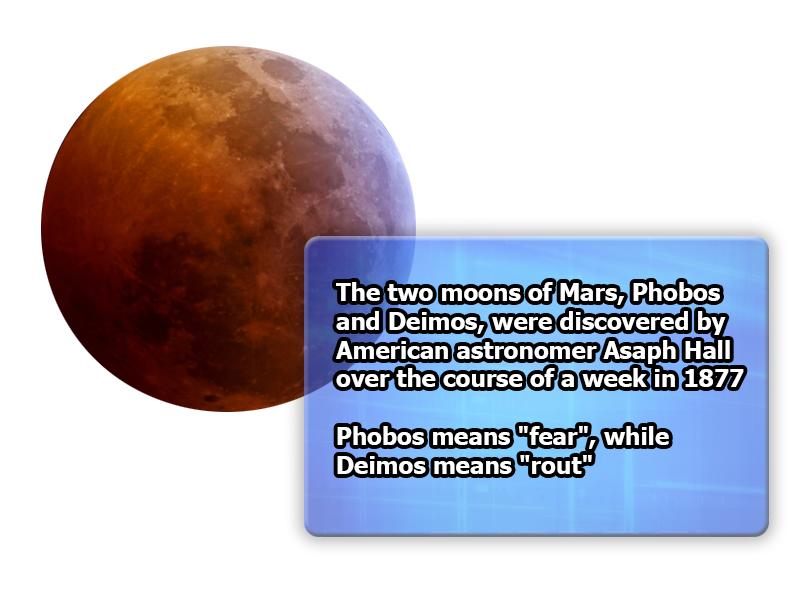 The two moons of Mars, Phobos
and Deimos, were discovered by
American astronomer Asaph Hall
over the course of a week in 1877
Phobos means "fear", while
Deimos means "rout"